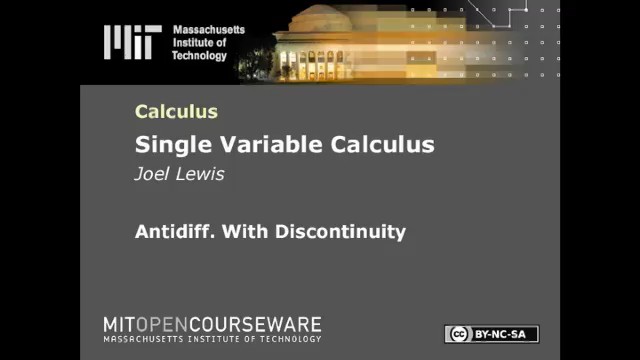 MIT
Massachusetts
Institute of
Technology
Calculus
Single Variable Calculus
Joel Lewis
Antidiff. With Discontinuity
MITOPENCOURSEWARE
MASSACHUSETTS INSTITUTE OF TECHNOLOGY
cc BY-NC-SA